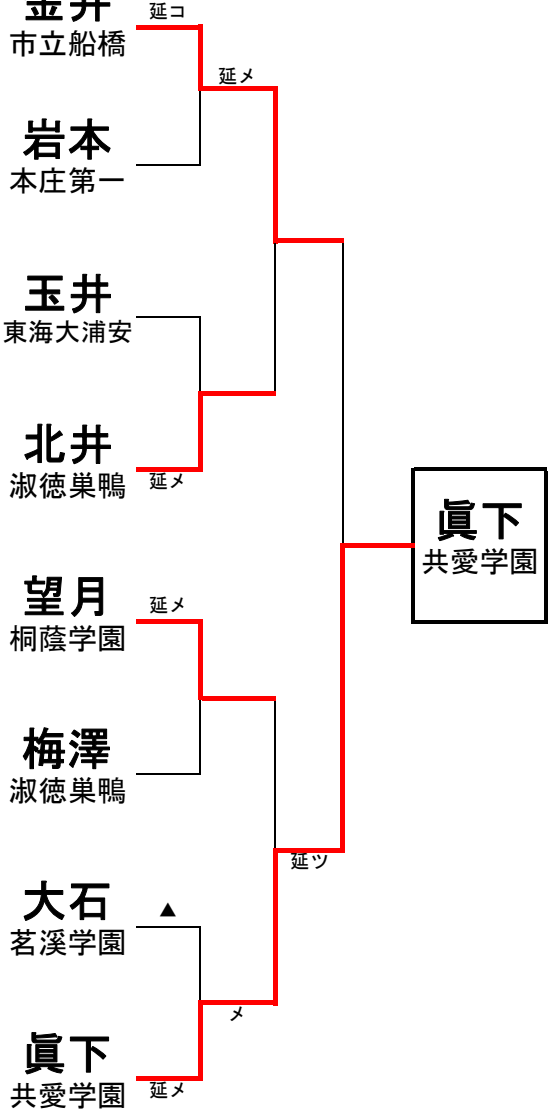 金井
市立船橋
延コ
延メ
岩本
本庄第一
玉井
東海大浦安
北井
淑徳巣鴨
延メ
眞下
共愛学園
望月
桐蔭学園
延メ
梅澤
淑徳巣鴨
延ツ
大石
茗溪学園
▲
メ
眞下
共愛学園
延メ